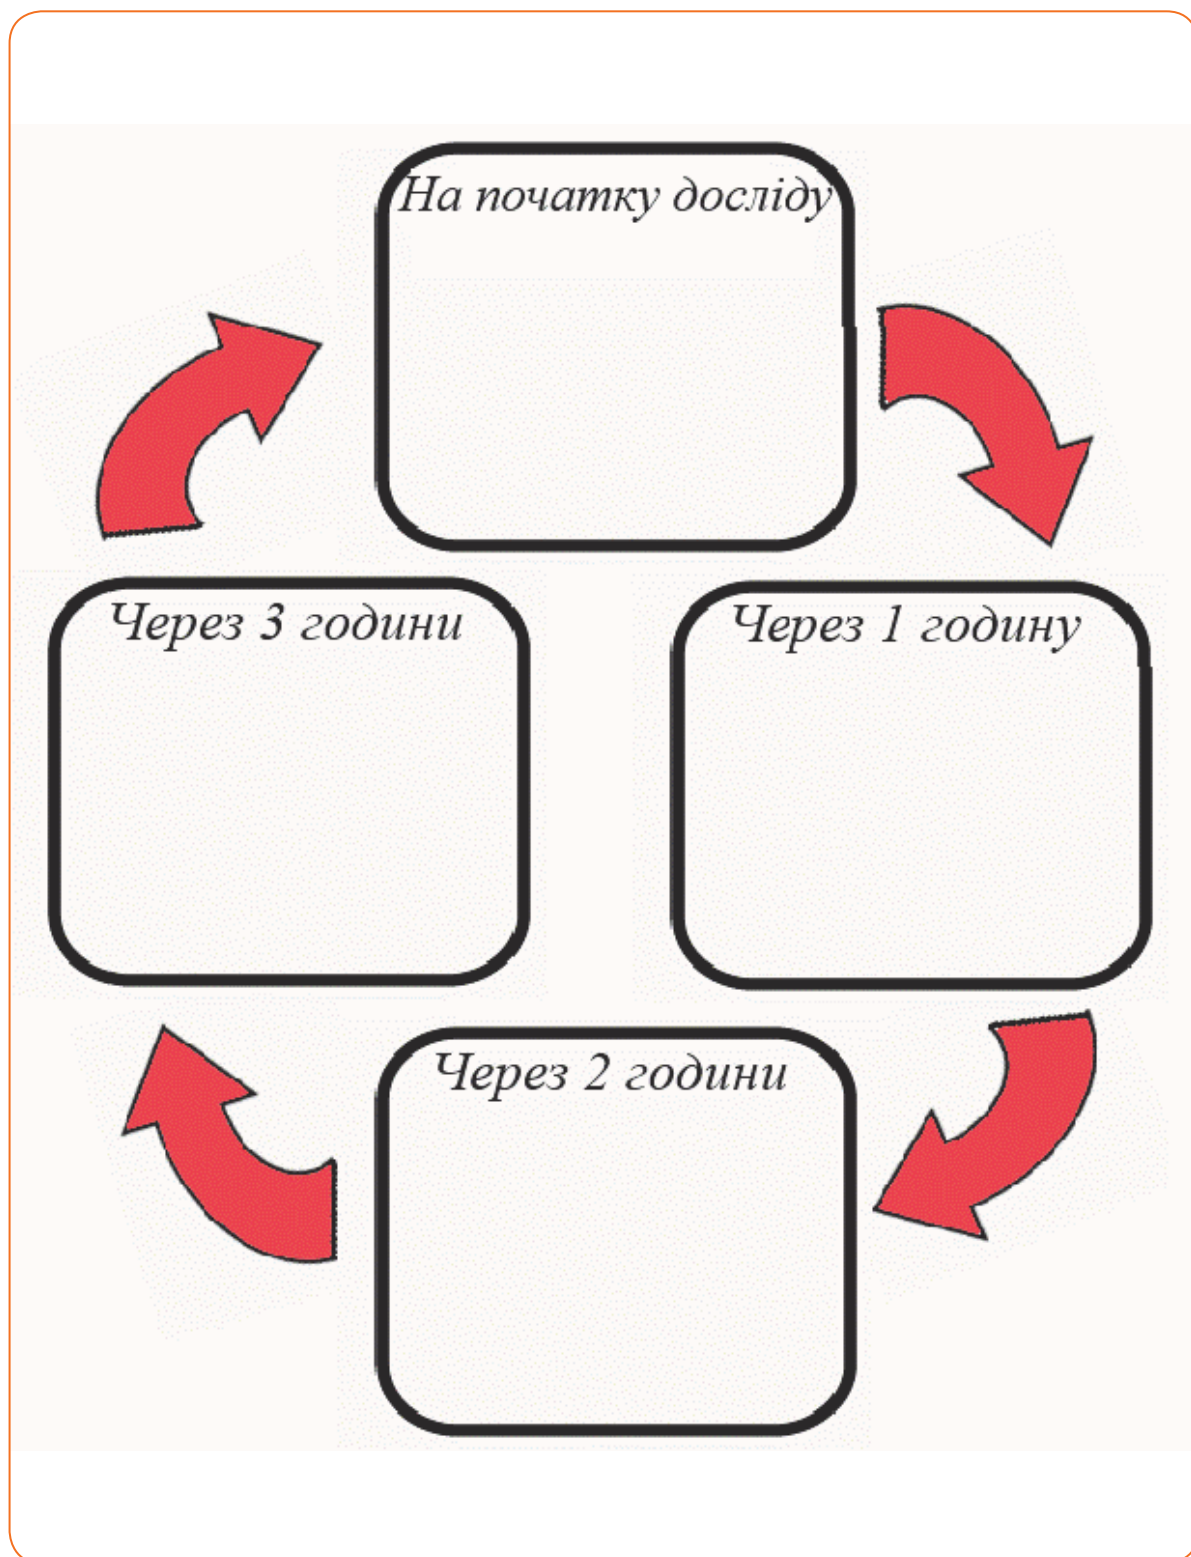 На початку досліду
Через 3 години
Через 1 годину
Через 2 години